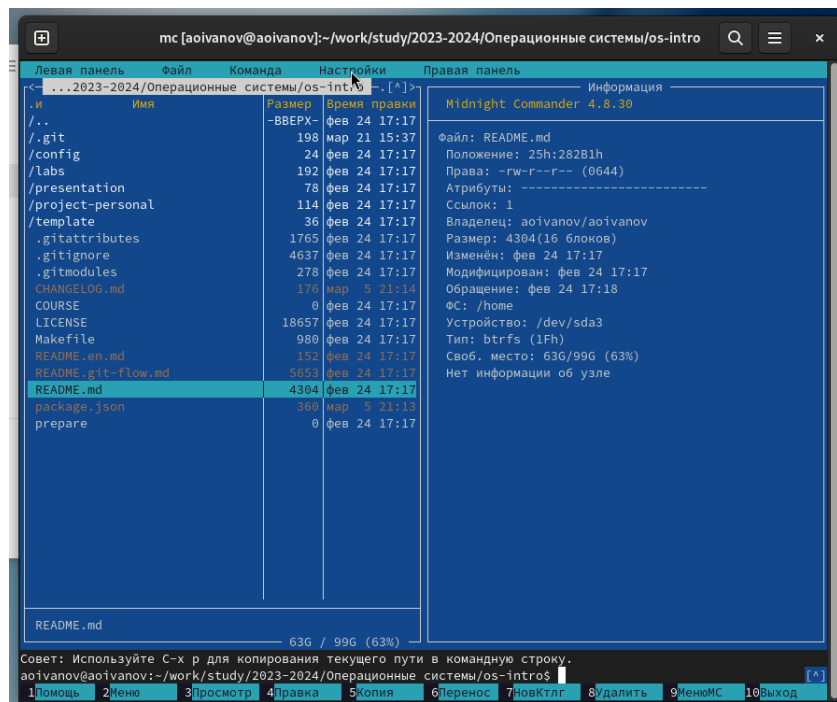 mc [aoivanov@aoivanov]:~/work/study/2023-2024/Операционные системы/os-intro
Левая панель Файл Команда Настройки Правая панель
<— ...2023-2024/Операционные системы/os-intro —.[^]>
.и Имя Размер Время правки
/.. -ВВЕРХ- фев 24 17:17
/.git 198 мар 21 15:37
/config 24 фев 24 17:17
/labs 192 фев 24 17:17
/presentation 78 фев 24 17:17
/project-personal 114 фев 24 17:17
/template 36 фев 24 17:17
.gitattributes 1765 фев 24 17:17
.gitignore 4637 фев 24 17:17
.gitmodules 278 фев 24 17:17
CHANGELOG.md 176 мар 5 21:14
COURSE 0 фев 24 17:17
LICENSE 18657 фев 24 17:17
Makefile 980 фев 24 17:17
README.en.md 152 фев 24 17:17
README.git-flow.md 5653 фев 24 17:17
README.md 4304 фев 24 17:17
package.json 360 мар 5 21:13
prepare 0 фев 24 17:17
README.md
63G / 99G (63%)
Информация
Midnight Commander 4.8.30
Файл: README.md
Положение: 25h:282B1h
Права: -rw-r--r-- (0644)
Атрибуты: -------------------------
Ссылок: 1
Владелец: aoivanov/aoivanov
Размер: 4304(16 блоков)
Изменён: фев 24 17:17
Модифицирован: фев 24 17:17
Обращение: фев 24 17:18
ФС: /home
Устройство: /dev/sda3
Тип: btrfs (1Fh)
Своб. место: 63G/99G (63%)
Нет информации об узле
Совет: Используйте C-x p для копирования текущего пути в командную строку.
aoivanov@aoivanov:~/work/study/2023-2024/Операционные системы/os-intro$ [^]
1Помощь 2Меню 3Просмотр 4Правка 5Копия 6Перенос 7НовКтлг 8Удалить 9МенюMC 10Выход